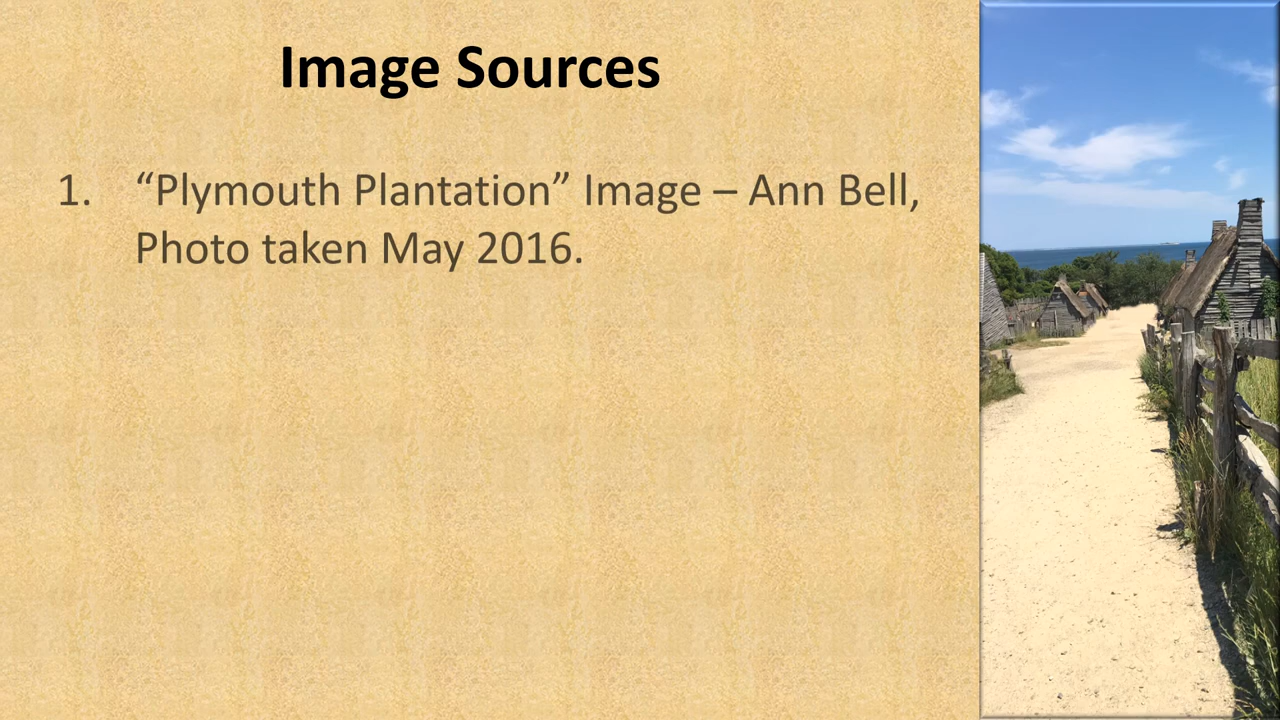 Image Sources
1. “Plymouth Plantation” Image – Ann Bell,
Photo taken May 2016.